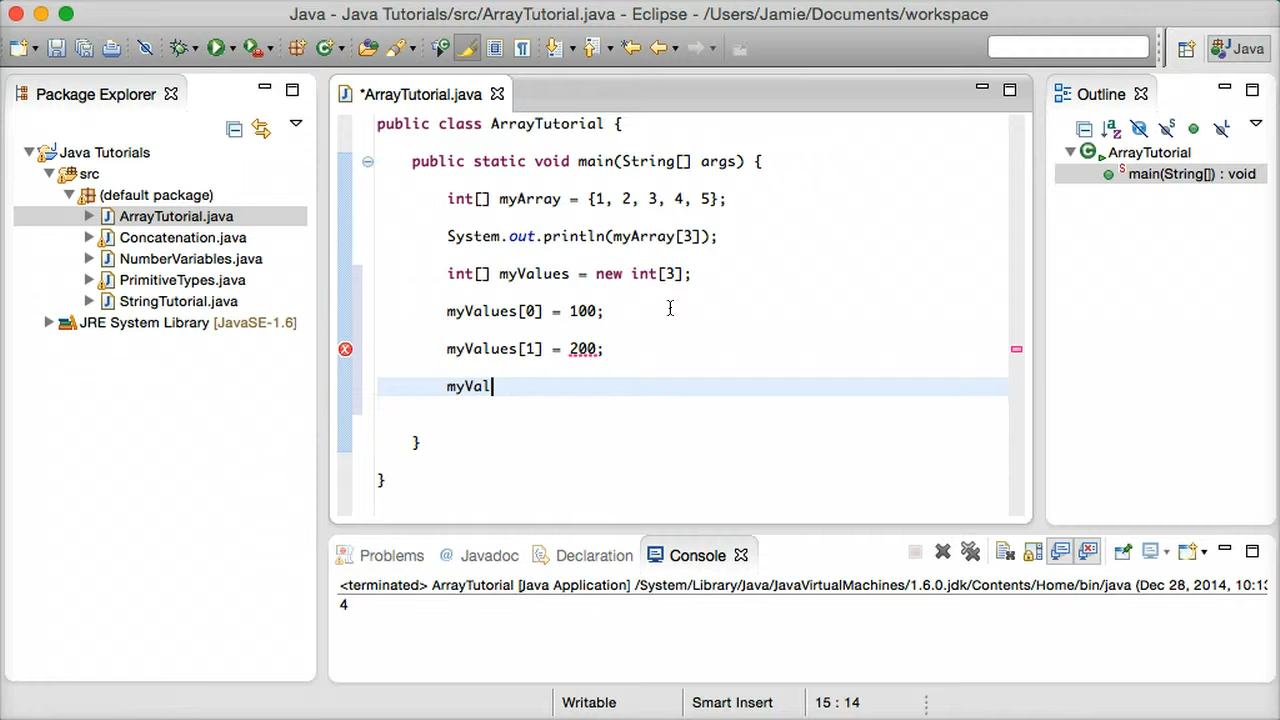 Java - Java Tutorials/src/ArrayTutorial.java - Eclipse - /Users/Jamie/Documents/workspace
Java
Package Explorer
Java Tutorials
src
(default package)
ArrayTutorial.java
Concatenation.java
NumberVariables.java
PrimitiveTypes.java
StringTutorial.java
JRE System Library [JavaSE-1.6]
*ArrayTutorial.java
public class ArrayTutorial {
public static void main(String[] args) {
int[] myArray = {1, 2, 3, 4, 5};
System.out.println(myArray[3]);
int[] myValues = new int[3];
myValues[0] = 100;
myValues[1] = 200;
myVal
}
}
Outline
ArrayTutorial
main(String[]) : void
Problems
Javadoc
Declaration
Console
<terminated> ArrayTutorial [Java Application] /System/Library/Java/JavaVirtualMachines/1.6.0.jdk/Contents/Home/bin/java (Dec 28, 2014, 10:13
4
Writable
Smart Insert
15 : 14